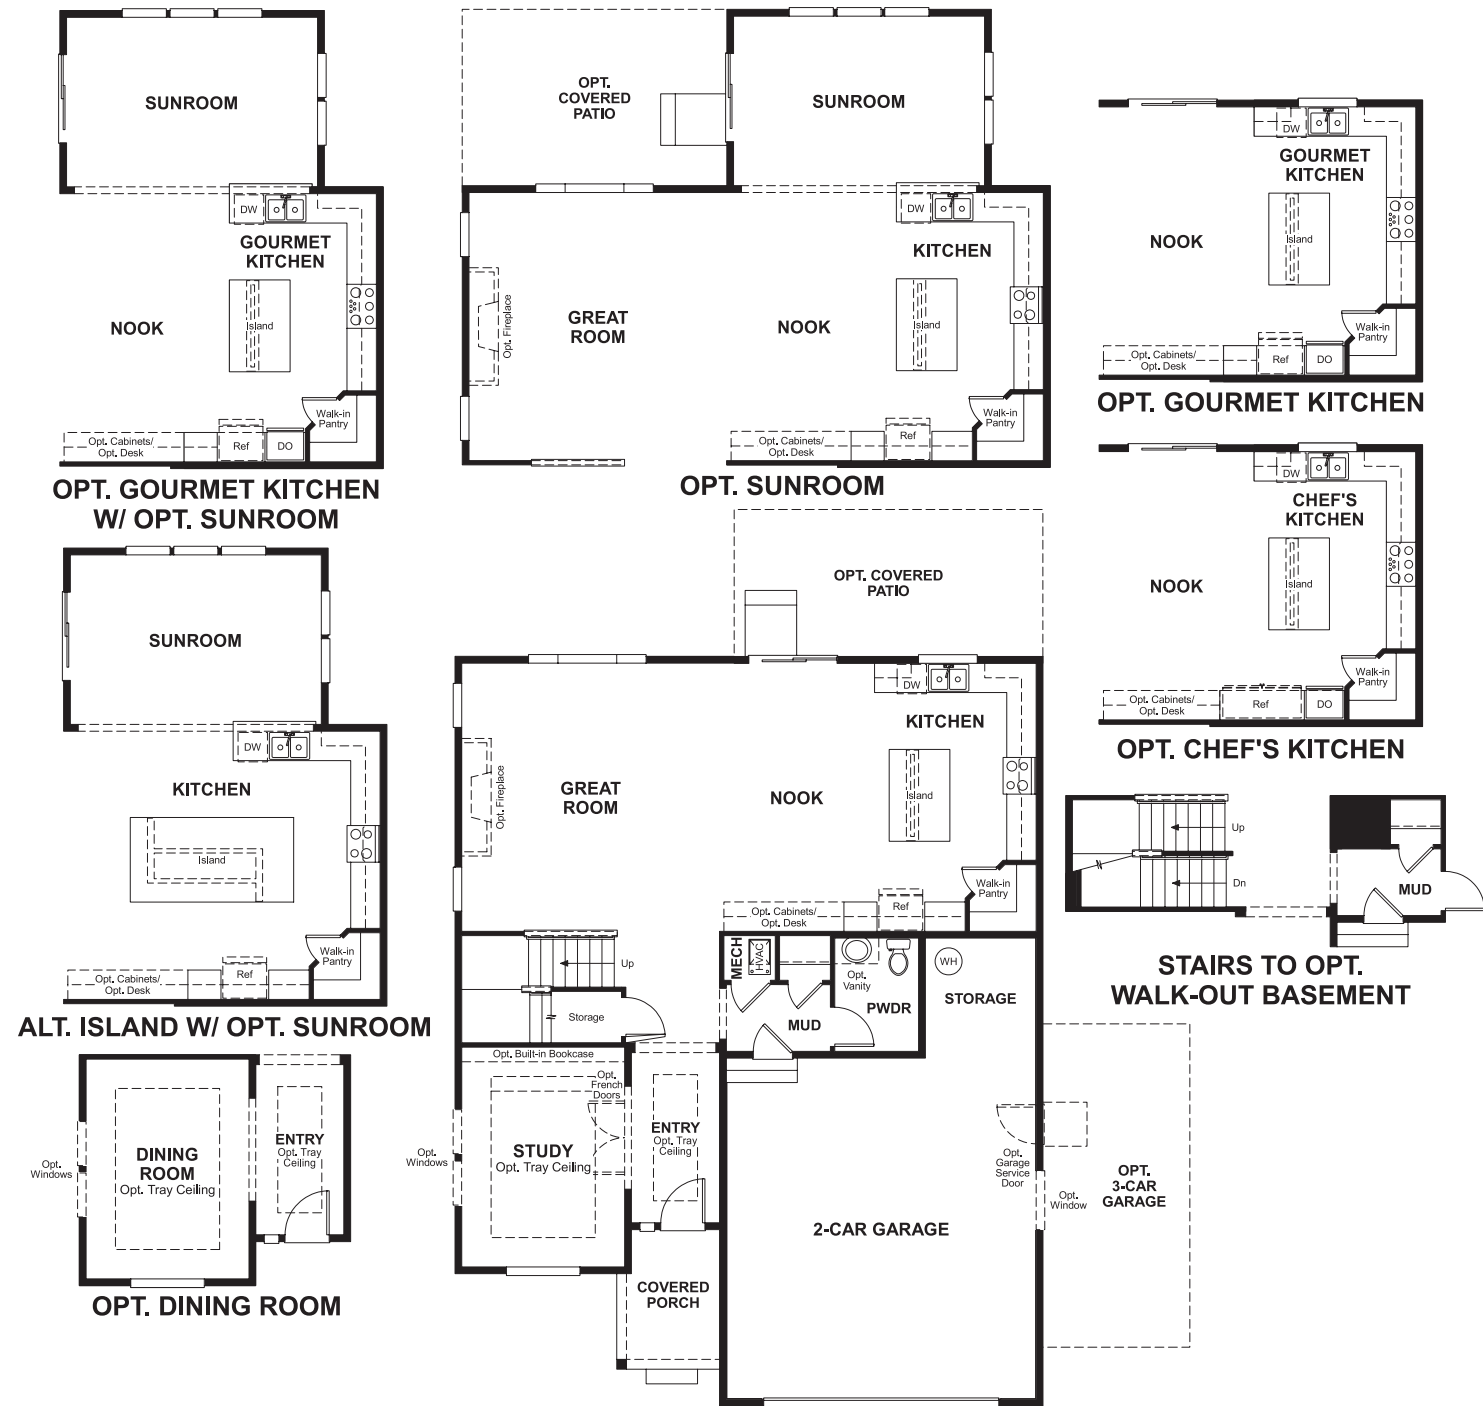 SUNROOM
DW
GOURMET
KITCHEN
NOOK
Island
Walk-in
Pantry
Opt. Cabinets/
Opt. Desk
Ref
DO
OPT. GOURMET KITCHEN
W/ OPT. SUNROOM
OPT.
COVERED
PATIO
SUNROOM
DW
KITCHEN
GREAT
ROOM
Opt. Fireplace
NOOK
Island
Walk-in
Pantry
Opt. Cabinets/
Opt. Desk
Ref
OPT. SUNROOM
DW
GOURMET
KITCHEN
NOOK
Island
Walk-in
Pantry
Opt. Cabinets/
Opt. Desk
Ref
DO
OPT. GOURMET KITCHEN
DW
CHEF'S
KITCHEN
NOOK
Island
Walk-in
Pantry
Opt. Cabinets/
Opt. Desk
Ref
DO
OPT. CHEF'S KITCHEN
SUNROOM
DW
KITCHEN
Island
Walk-in
Pantry
Opt. Cabinets/
Opt. Desk
Ref
ALT. ISLAND W/ OPT. SUNROOM
OPT. COVERED
PATIO
DW
KITCHEN
GREAT
ROOM
Opt. Fireplace
NOOK
Island
Walk-in
Pantry
Opt. Cabinets/
Opt. Desk
Ref
Up
MECH
HVAC
Opt.
Vanity
PWDR
WH
STORAGE
Storage
MUD
Opt. Built-in Bookcase
Opt.
French
Doors
STUDY
Opt. Tray Ceiling
ENTRY
Opt. Tray
Ceiling
Opt.
Windows
Opt.
Garage
Service
Door
Opt.
Window
OPT.
3-CAR
GARAGE
2-CAR GARAGE
COVERED
PORCH
Up
Dn
MUD
STAIRS TO OPT.
WALK-OUT BASEMENT
DINING
ROOM
Opt. Tray Ceiling
ENTRY
Opt. Tray
Ceiling
Opt.
Windows
OPT. DINING ROOM